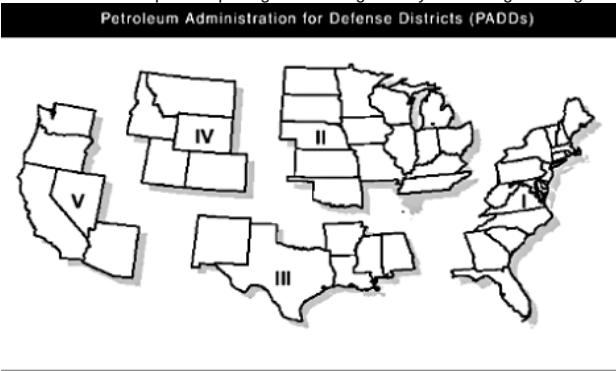 Petroleum Administration for Defense Districts (PADDs)
IV
II
V
I
III